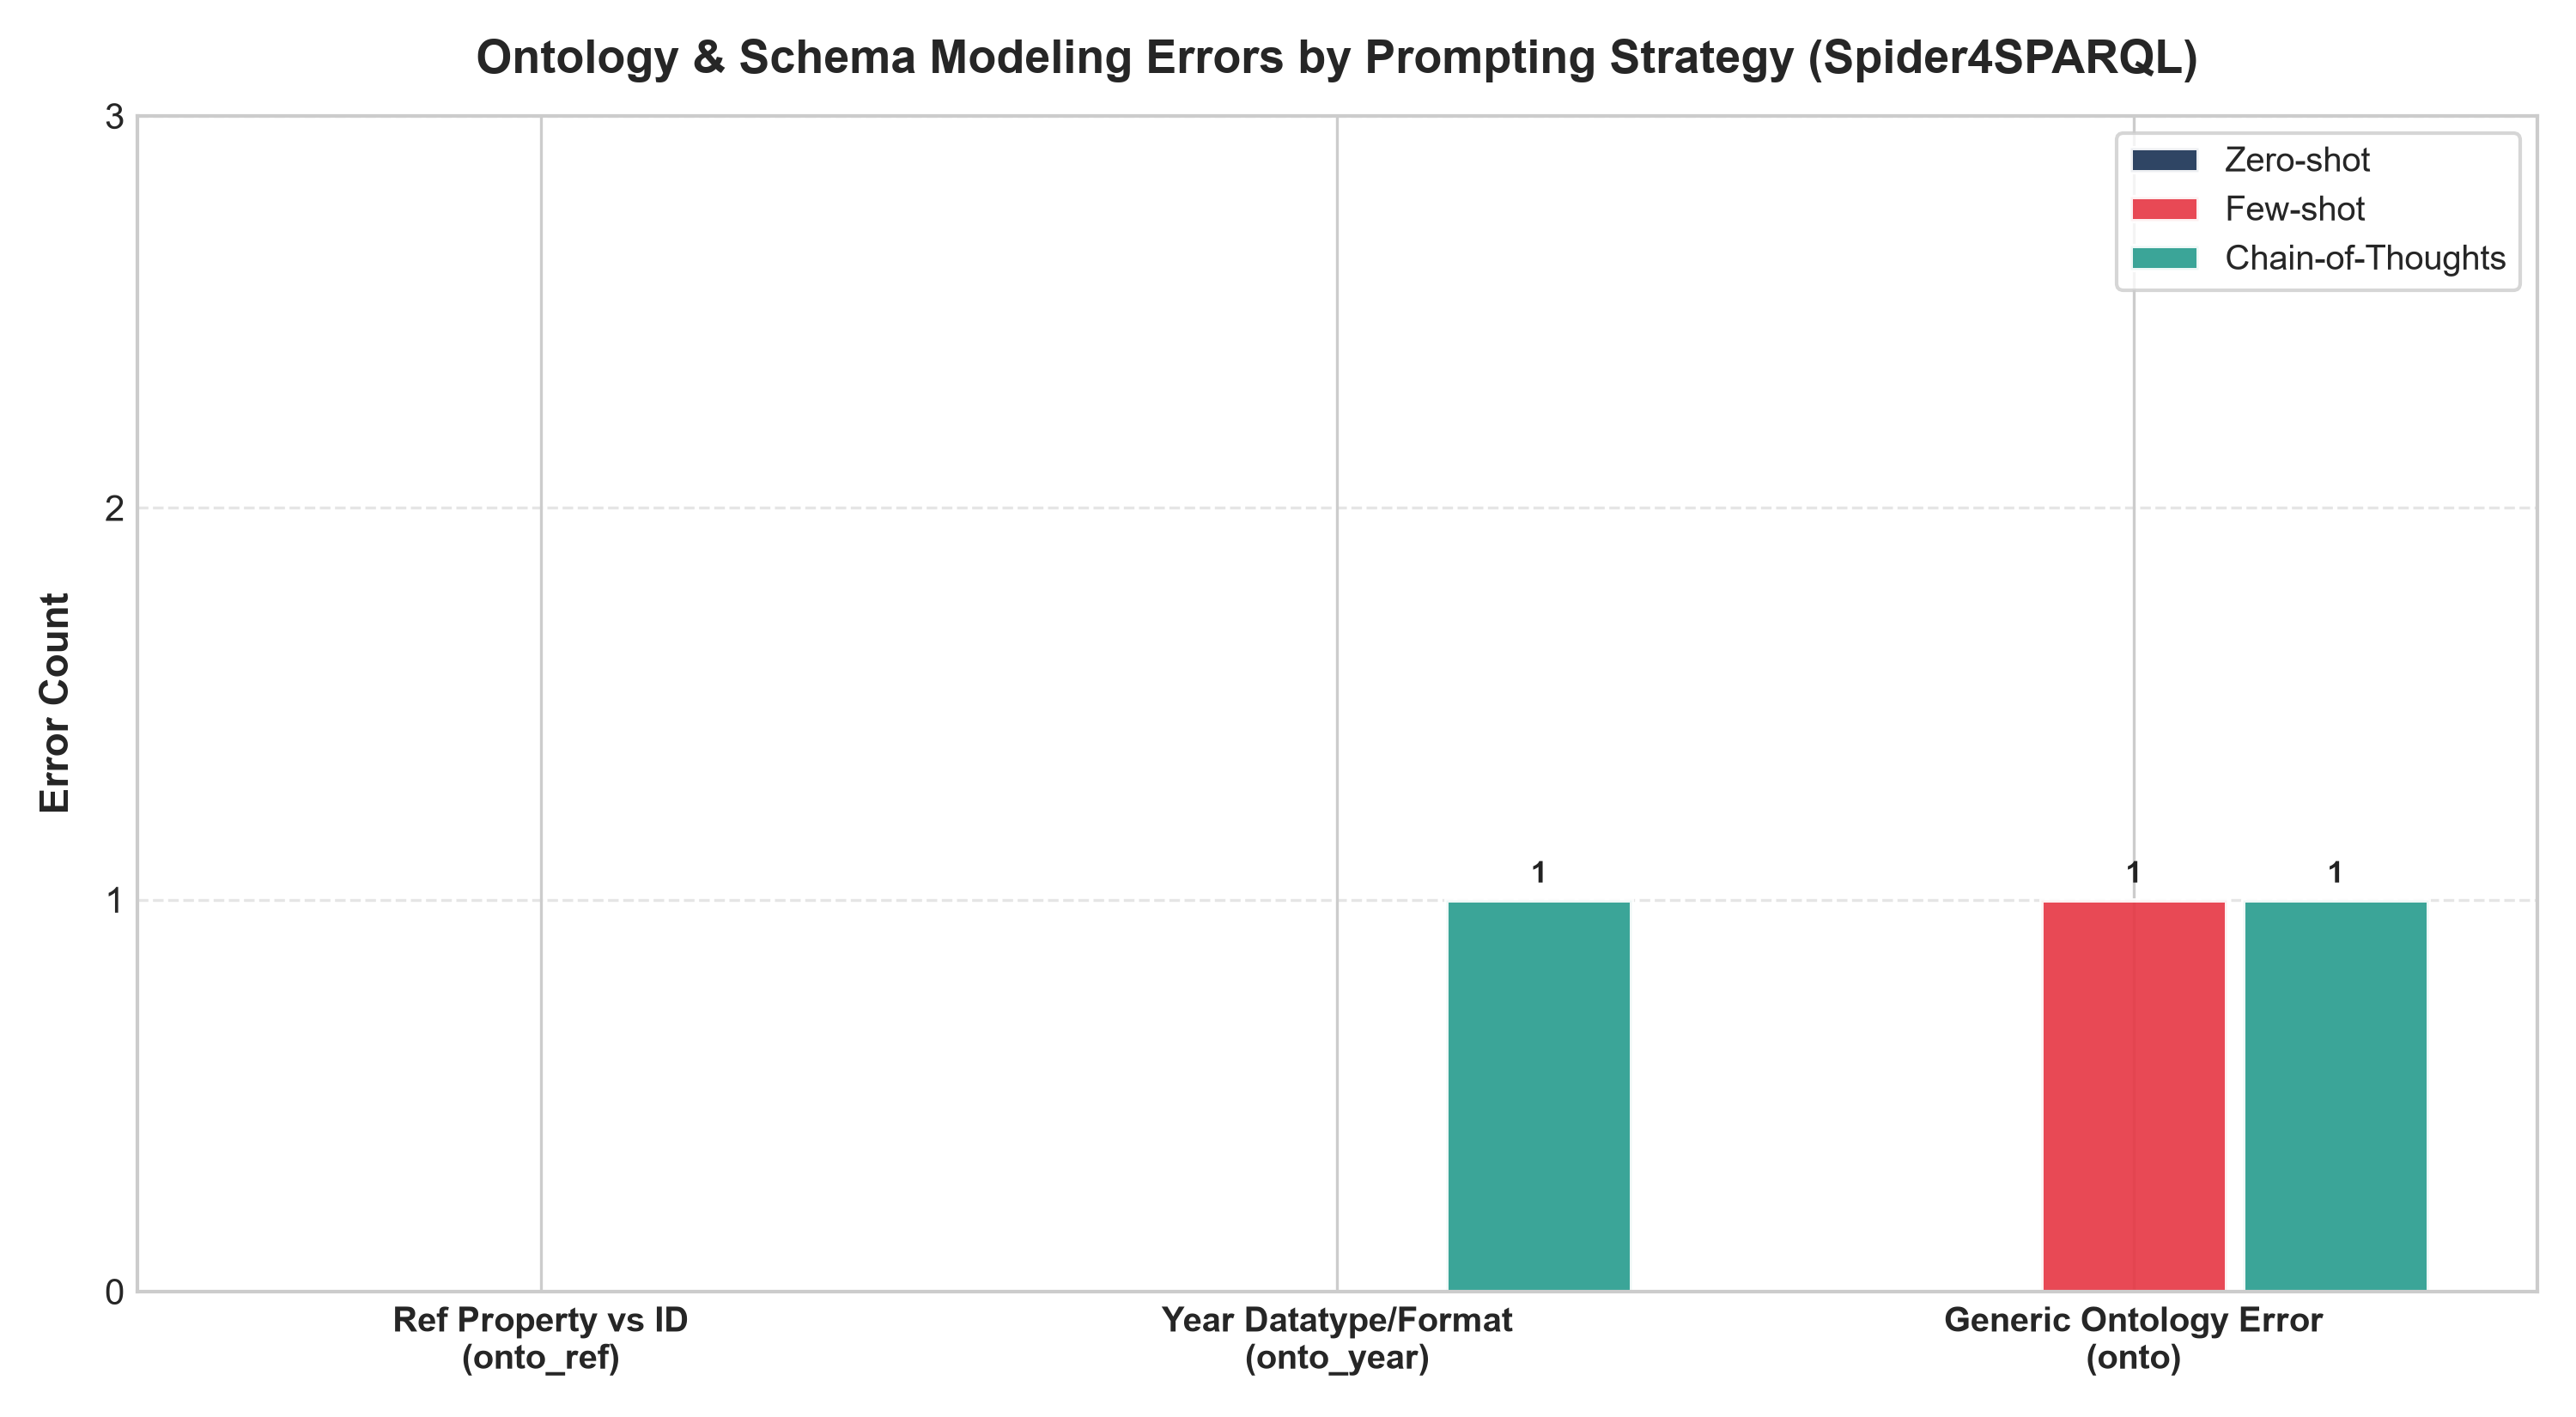 Ontology & Schema Modeling Errors by Prompting Strategy (Spider4SPARQL)
3
2
1
0
Error Count
Zero-shot
Few-shot
Chain-of-Thoughts
1
1
1
Ref Property vs ID
(onto_ref)
Year Datatype/Format
(onto_year)
Generic Ontology Error
(onto)